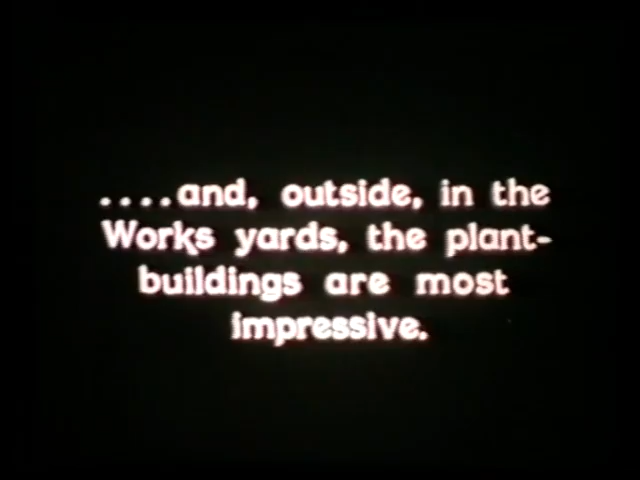 ....and, outside, in the
Works yards, the plant-
buildings are most
impressive.